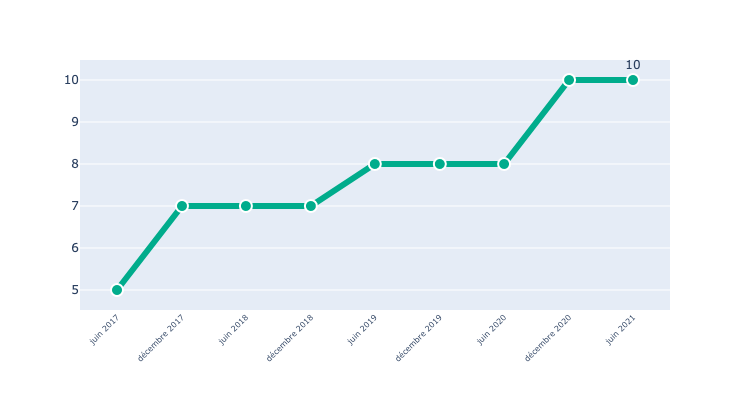 10
10
9
8
7
6
5
juin 2017
décembre 2017
juin 2018
décembre 2018
juin 2019
décembre 2019
juin 2020
décembre 2020
juin 2021